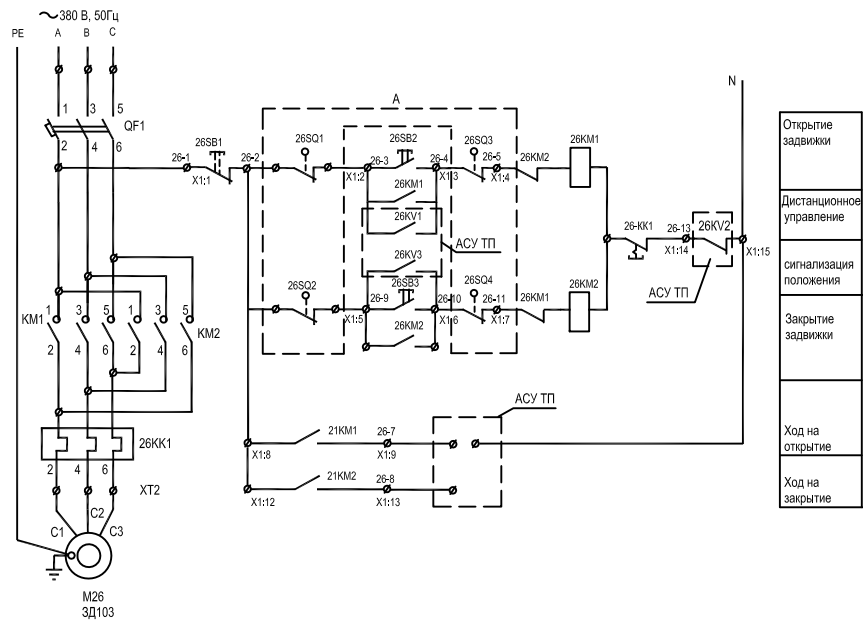 380 В, 50Гц
PE A B C
N
1 3 5
QF1
2 4 6
A
26-1
X1:1
26SB1
26-2
26SQ1
X1:2
26-3
26SB2
26-4
X1:3
26SQ3
26-5
X1:4
26KM2
26KM1
26KM1
26KV1
АСУ ТП
26KV3
26SQ2
X1:5
26-9
26SB3
26-10
X1:6
26SQ4
26-11
X1:7
26KM1
26KM2
26KM2
26-КК1
26-13
X1:14
26KV2
X1:15
АСУ ТП
KM1
1 3 5 1 3 5
KM2
2 4 6 2 4 6
26КК1
2 4 6
XT2
C1 C2 C3
M26
ЗД103
АСУ ТП
X1:8
21KM1
26-7
X1:9
X1:12
21KM2
26-8
X1:13
Открытие
задвижки
Дистанционное
управление
сигнализация
положения
Закрытие
задвижки
Ход на
открытие
Ход на
закрытие